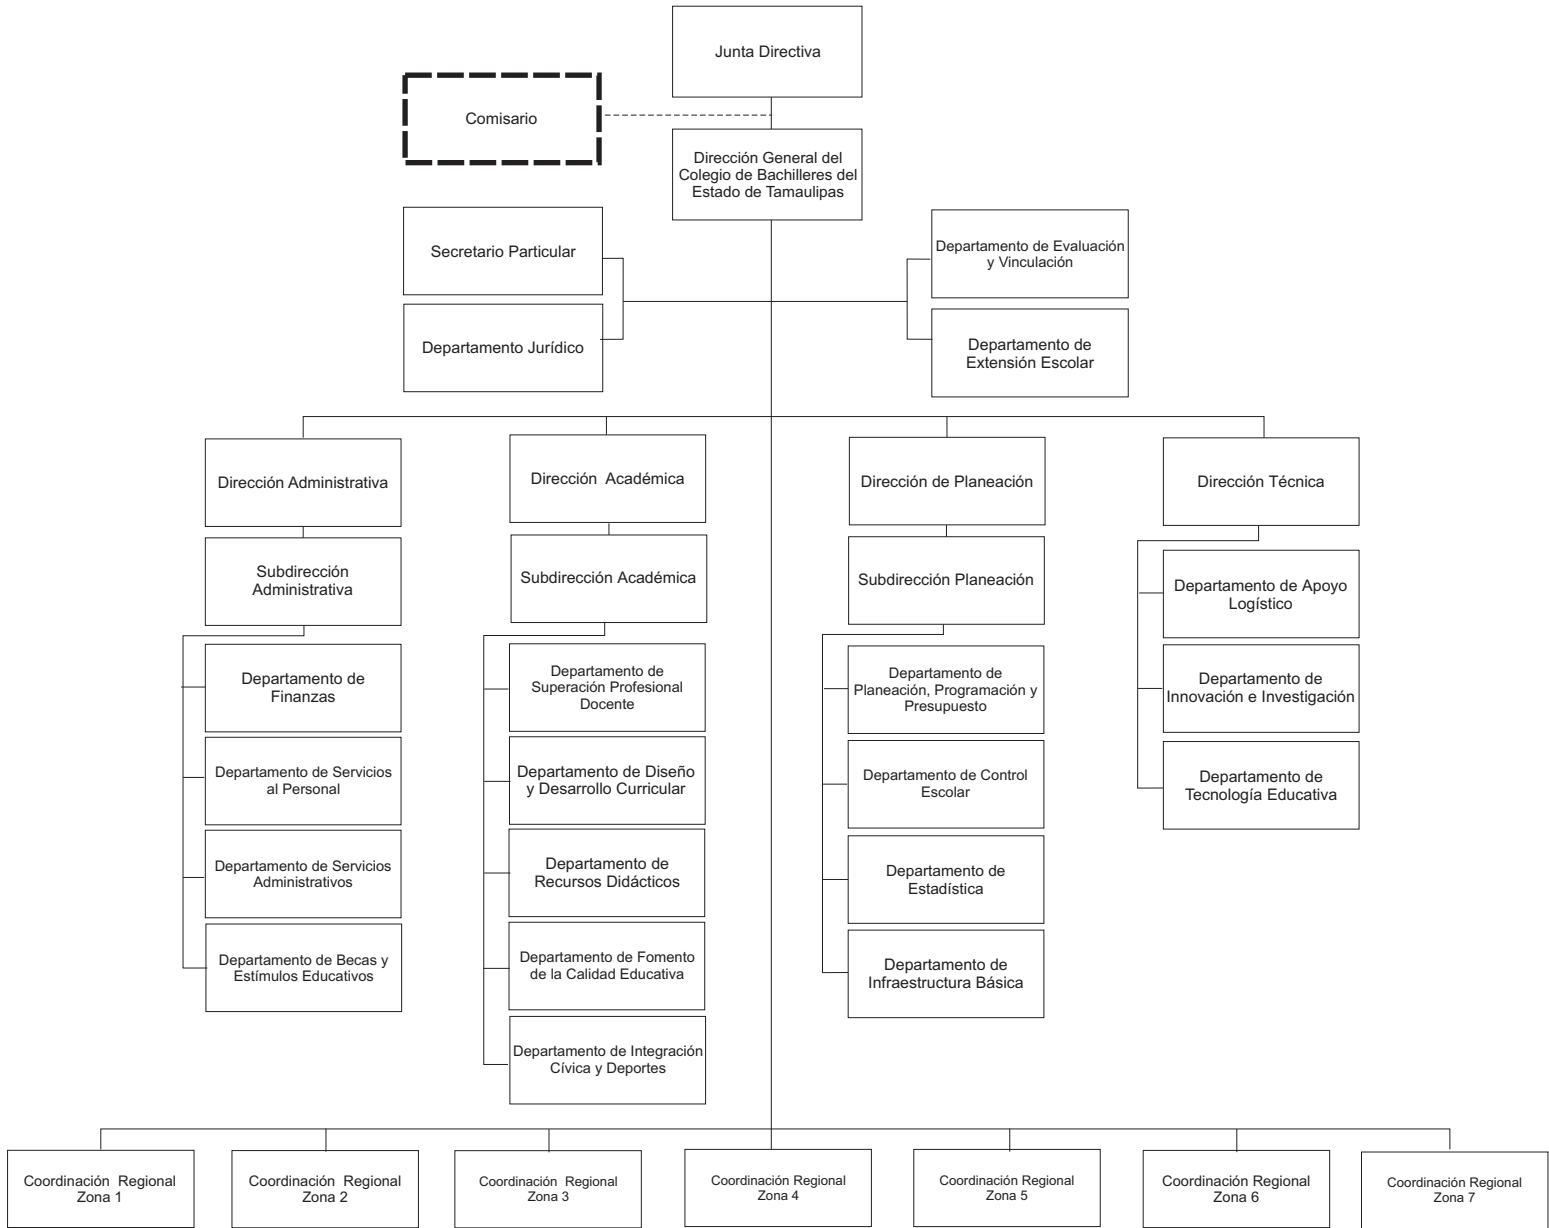 Junta Directiva
Comisario
Dirección General del
Colegio de Bachilleres del
Estado de Tamaulipas
Secretario Particular
Departamento de Evaluación
y Vinculación
Departamento Jurídico
Departamento de
Extensión Escolar
Dirección Administrativa
Dirección Académica
Dirección de Planeación
Dirección Técnica
Subdirección
Administrativa
Subdirección Académica
Subdirección Planeación
Departamento de Apoyo
Logístico
Departamento de
Finanzas
Departamento de
Superación Profesional
Docente
Departamento de
Planeación, Programación y
Presupuesto
Departamento de
Innovación e Investigación
Departamento de Servicios
al Personal
Departamento de Diseño
y Desarrollo Curricular
Departamento de Control
Escolar
Departamento de
Tecnología Educativa
Departamento de Servicios
Administrativos
Departamento de
Recursos Didácticos
Departamento de
Estadística
Departamento de Becas y
Estímulos Educativos
Departamento de Fomento
de la Calidad Educativa
Departamento de
Infraestructura Básica
Departamento de Integración
Cívica y Deportes
Coordinación Regional
Zona 1
Coordinación Regional
Zona 2
Coordinación Regional
Zona 3
Coordinación Regional
Zona 4
Coordinación Regional
Zona 5
Coordinación Regional
Zona 6
Coordinación Regional
Zona 7